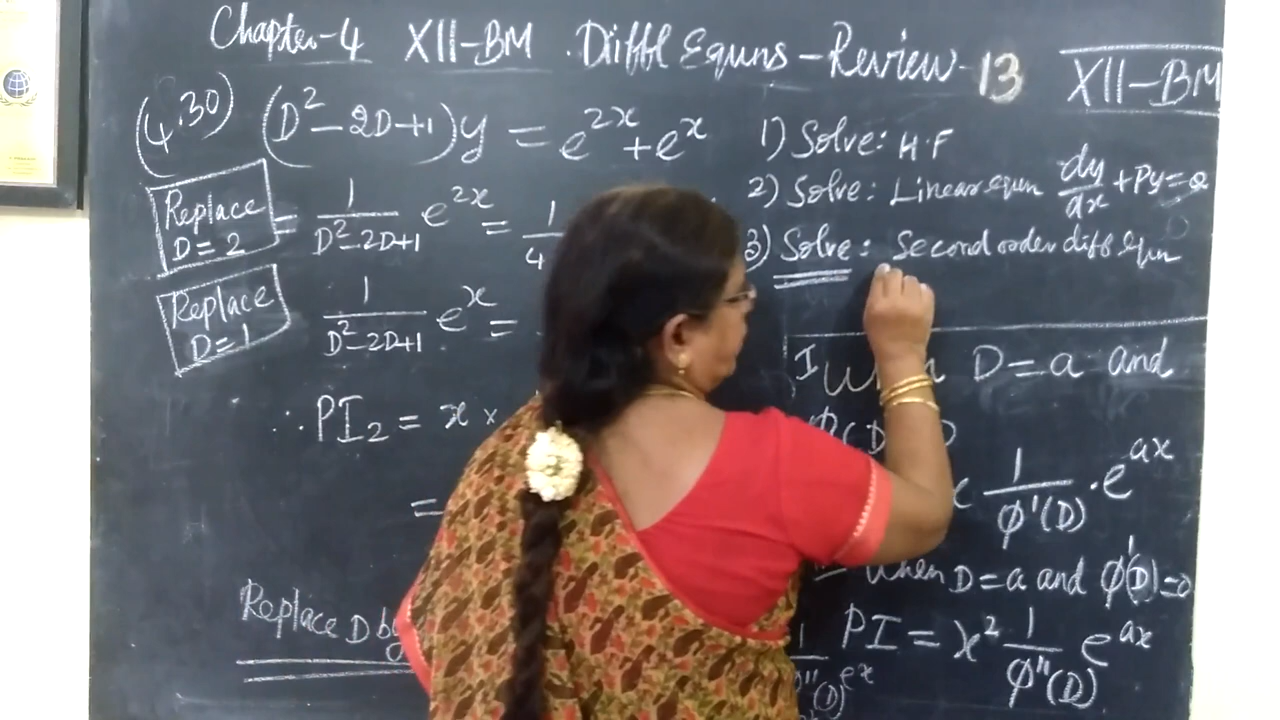 Chapter-4 XII-BM . Diiffl Equns - Review-13
XII-BM
(4.30) (D² - 2D+1)y = e^{2x} + e^x
Replace D=2
= 1/(D²-2D+1) e^{2x} = 1/4
Replace D=1
1/(D²-2D+1) e^x =
∴ PI₂ = x ×
=
Replace D by
1) Solve: H.F
2) Solve: Linear equn dy/dx + Py = Q
3) Solve: Second order diff equn
I When D = a and
φ(D)
1/φ'(D) · e^{ax}
When D = a and φ'(D) = 0
PI = x² 1/φ''(D) e^{ax}
1/φ''(D) e^x